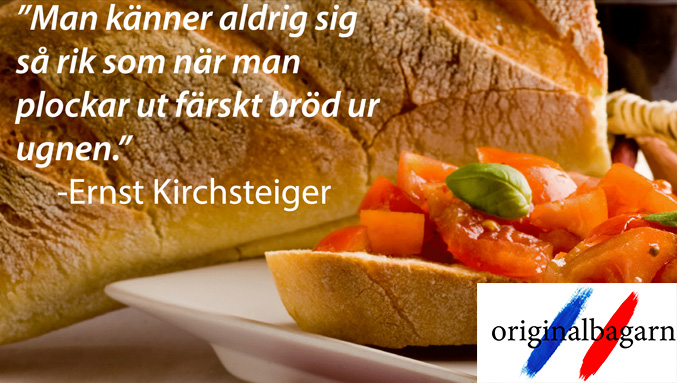 ”Man känner aldrig sig
så rik som när man
plockar ut färskt bröd ur
ugnen.”
-Ernst Kirchsteiger
originalbagarn